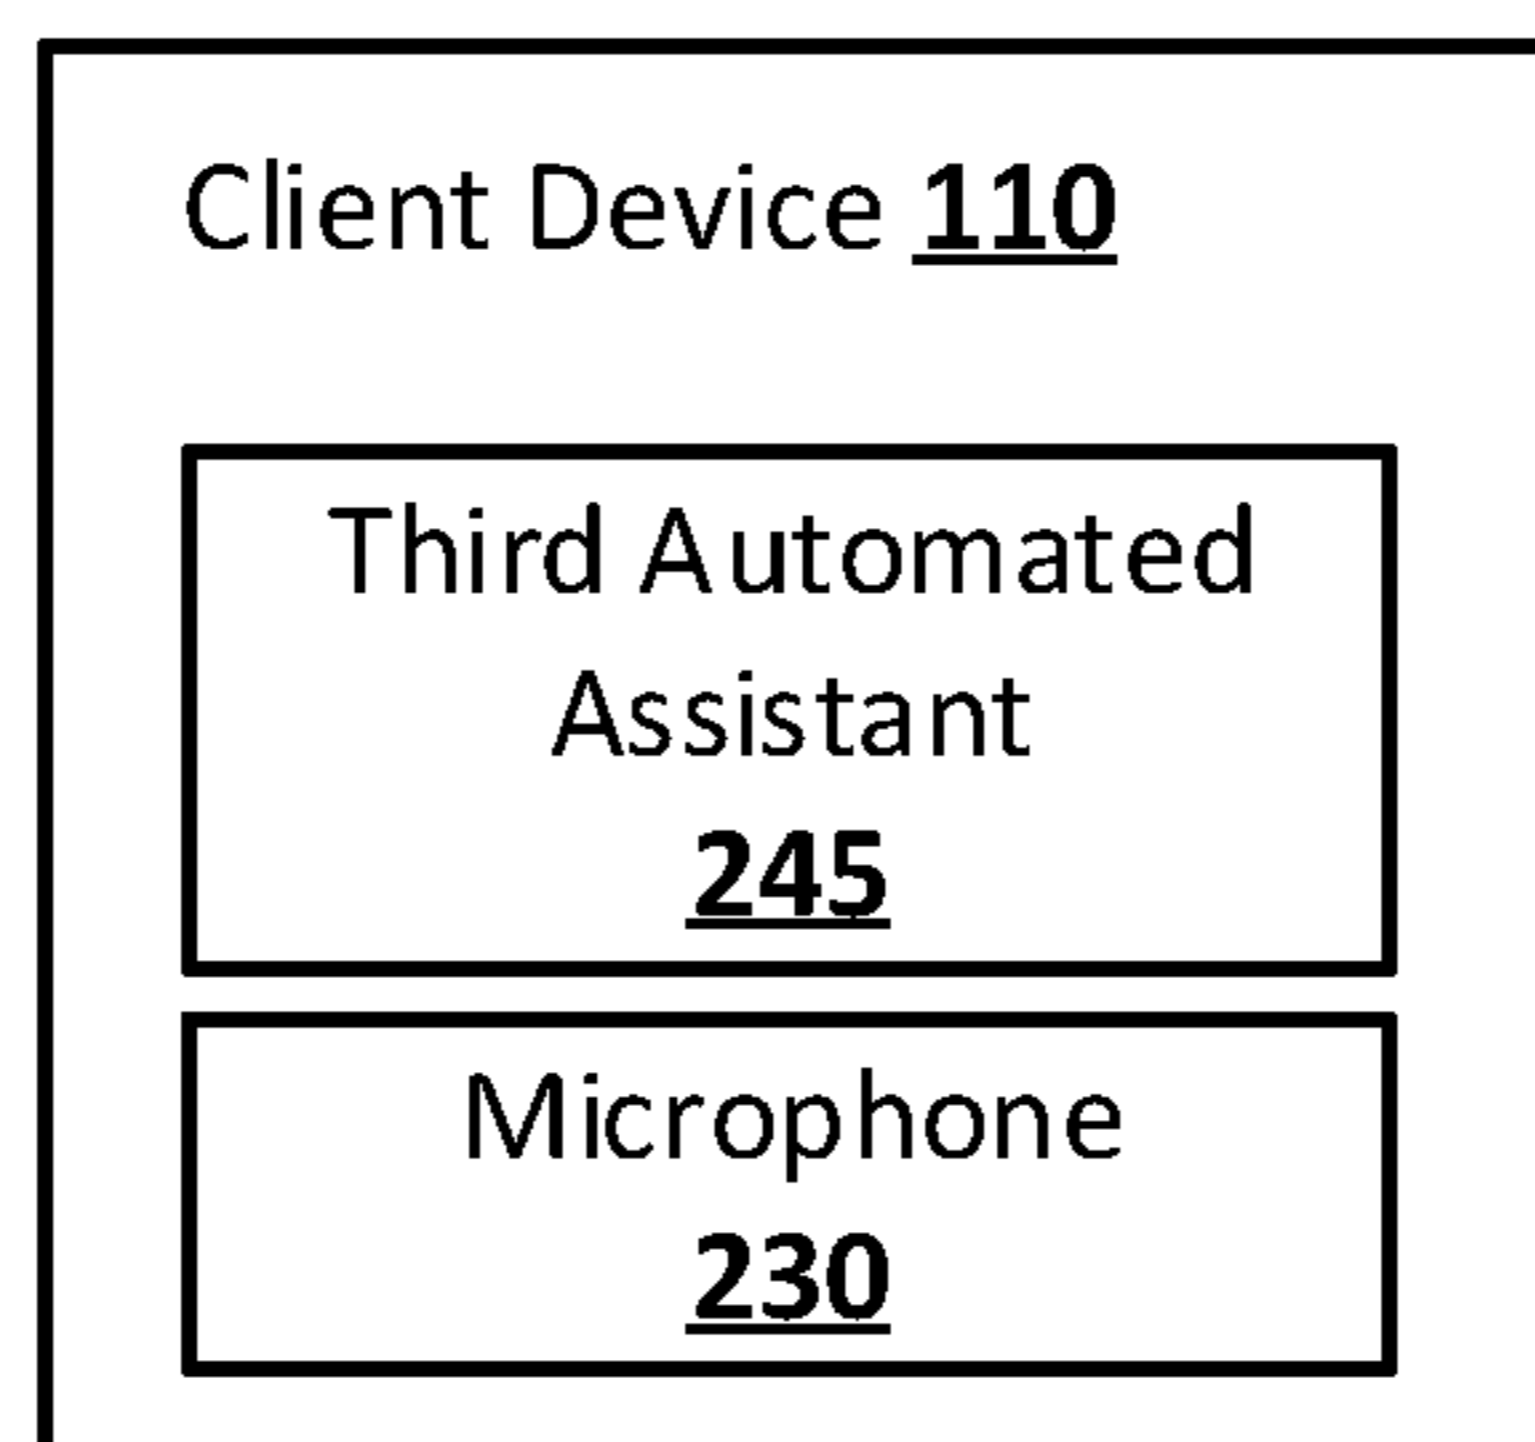 Client Device 110
Third Automated
Assistant
245
Microphone
230